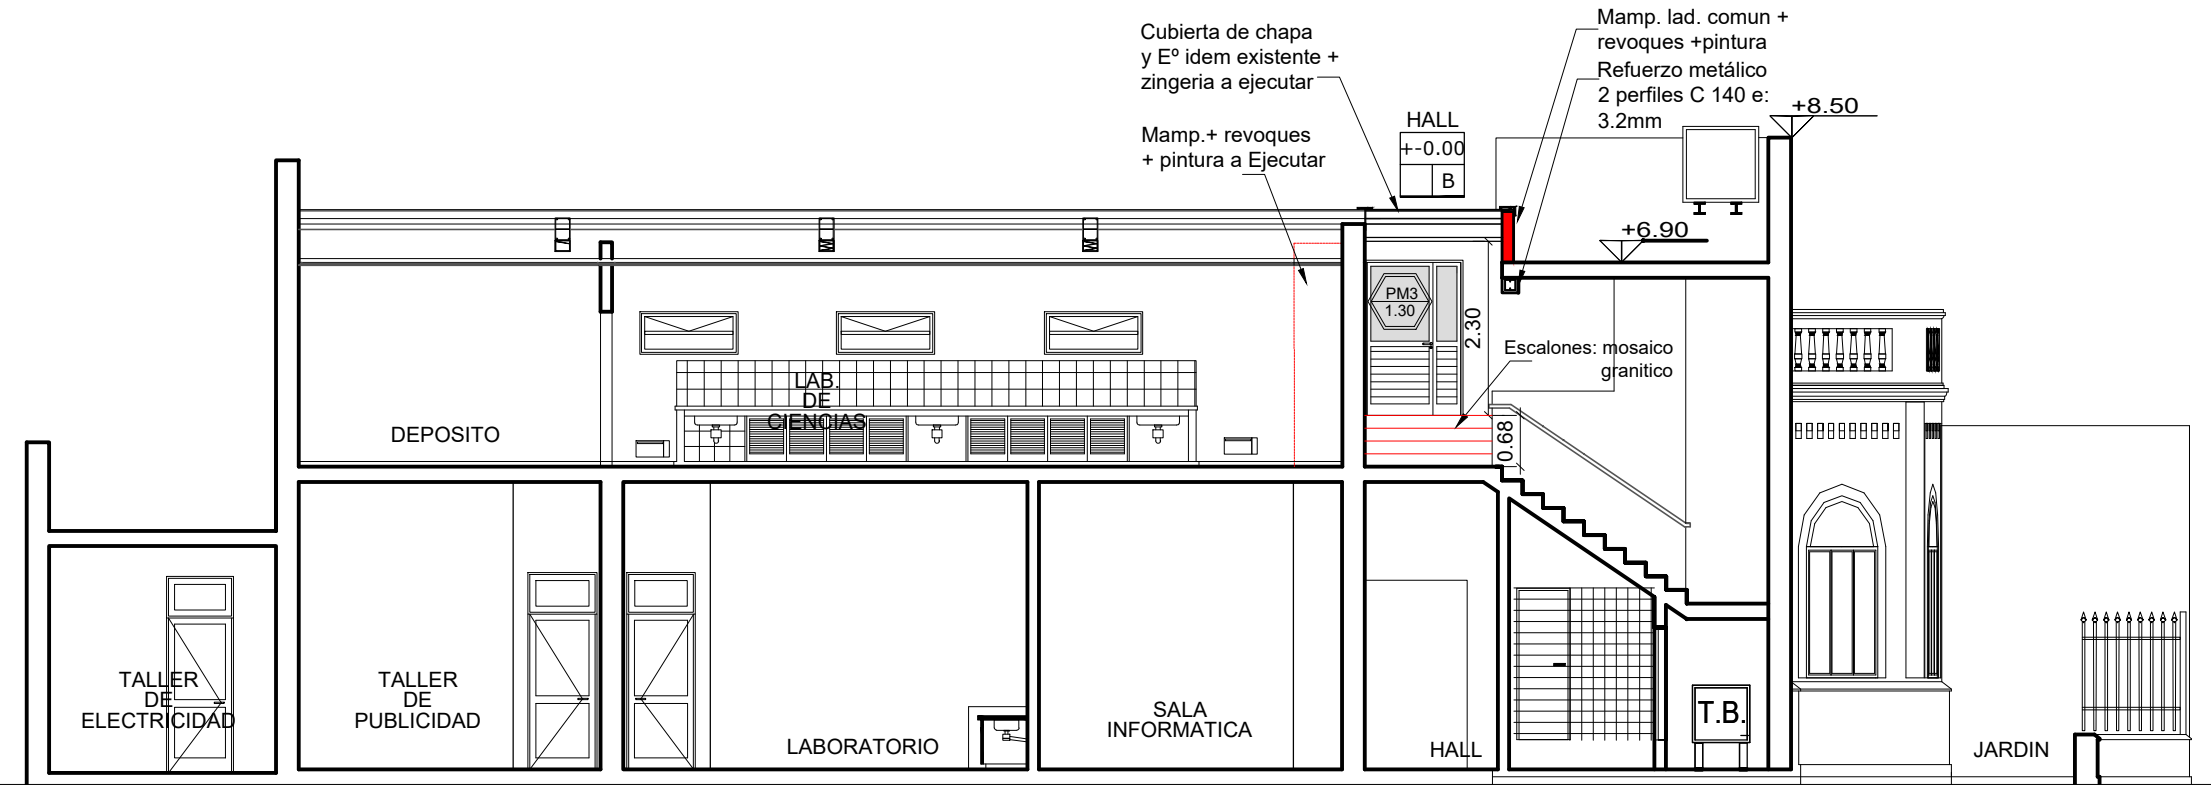 Cubierta de chapa
y Eº idem existente +
zingeria a ejecutar
Mamp.+ revoques
+ pintura a Ejecutar
HALL
+-0.00
B
Mamp. lad. comun +
revoques +pintura
Refuerzo metálico
2 perfiles C 140 e:
3.2mm
+8.50
+6.90
PM3
1.30
2.30
Escalones: mosaico
granitico
0.68
DEPOSITO
LAB.
DE
CIENCIAS
TALLER
DE
ELECTRICIDAD
TALLER
DE
PUBLICIDAD
LABORATORIO
SALA
INFORMATICA
HALL
T.B.
JARDIN